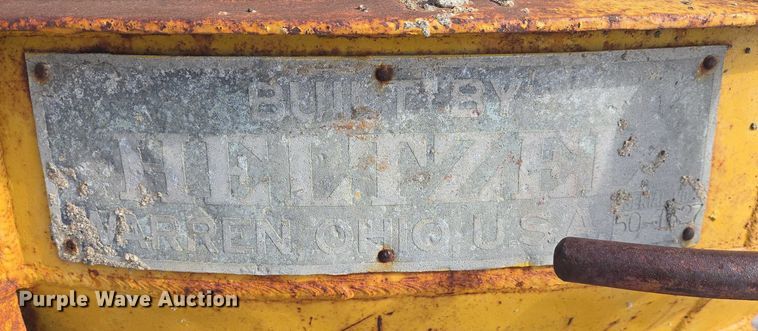 BUILT BY
HELTZEL
WARREN, OHIO, U.S.A.
Purple Wave Auction